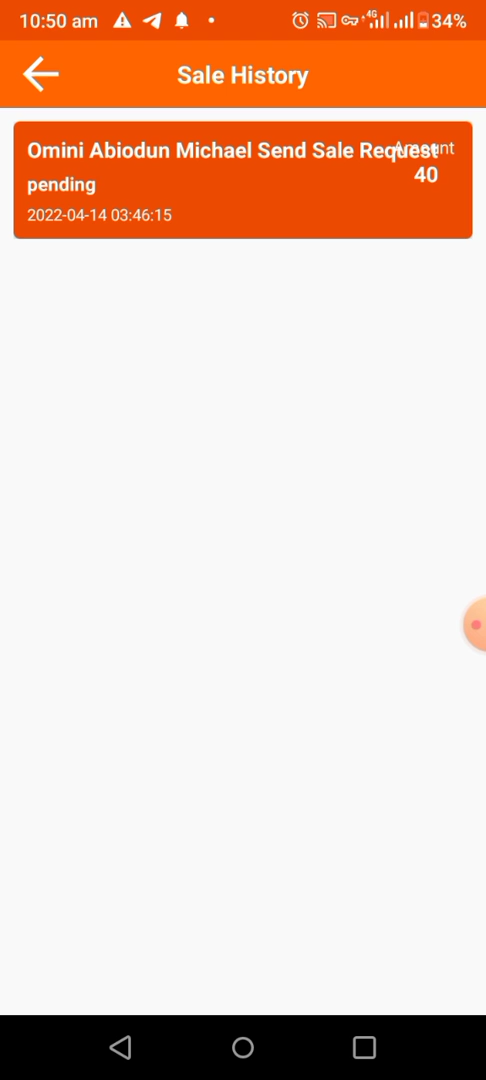 10:50 am 4G 34%
Sale History
Omini Abiodun Michael Send Sale Request
Amount
pending
40
2022-04-14 03:46:15